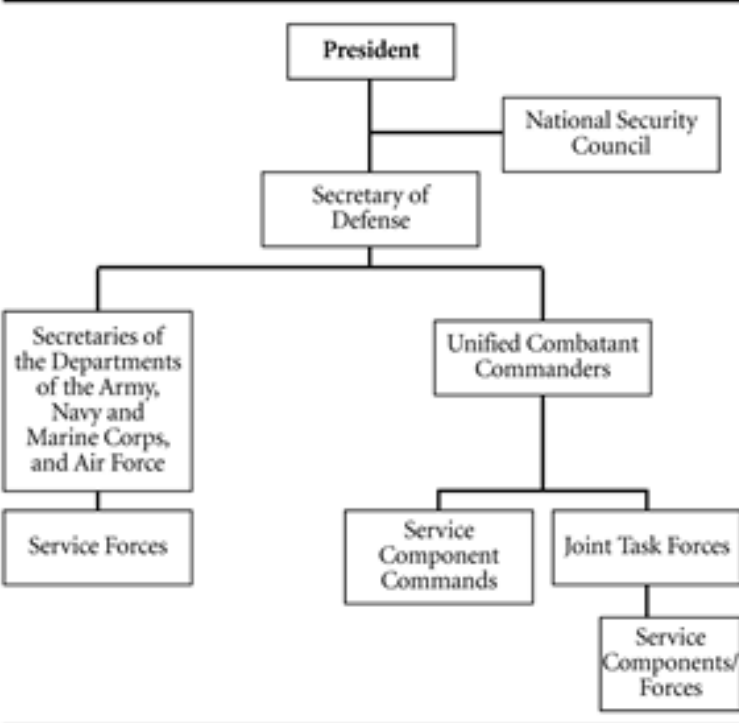 President
National Security
Council
Secretary of
Defense
Secretaries of
the Departments
of the Army,
Navy and
Marine Corps,
and Air Force
Unified Combatant
Commanders
Service Forces
Service
Component
Commands
Joint Task Forces
Service
Components/
Forces